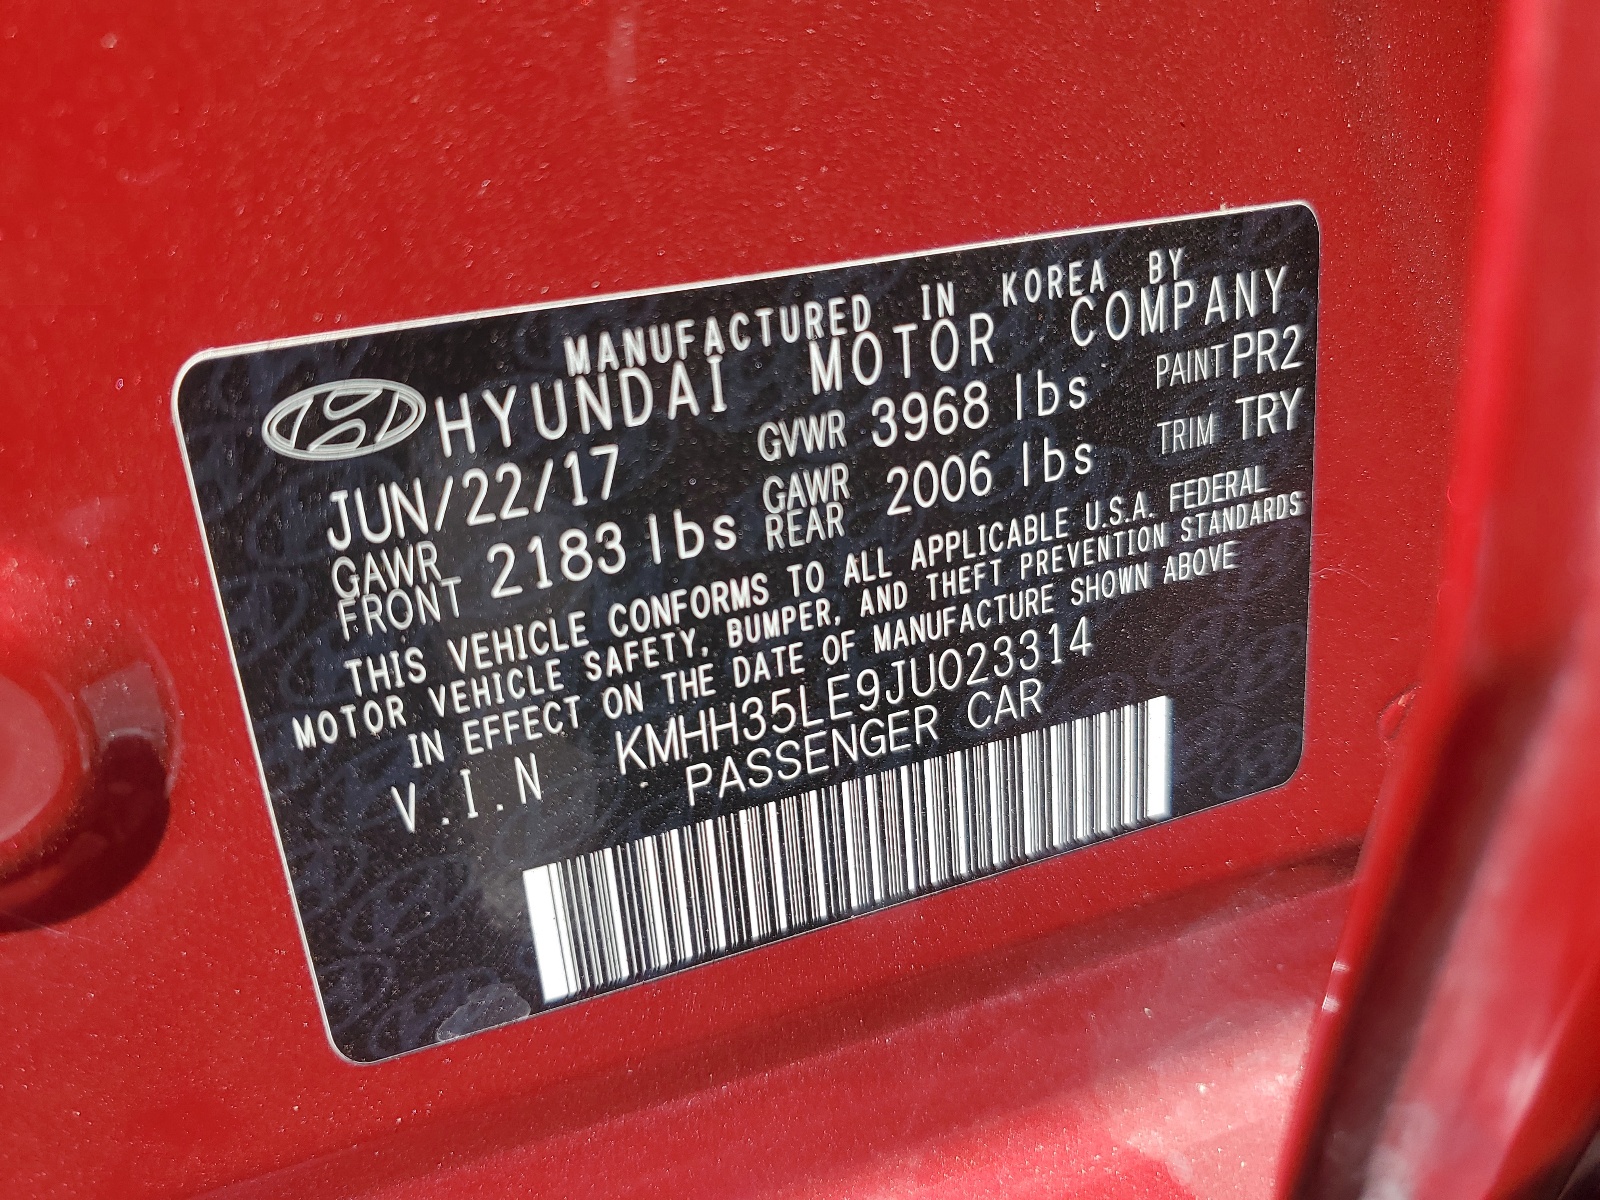 MANUFACTURED IN KOREA BY
HYUNDAI MOTOR COMPANY
JUN/22/17 GVWR 3968 lbs PAINT PR2
GAWR FRONT 2183 lbs GAWR REAR 2006 lbs TRIM TRY
THIS VEHICLE CONFORMS TO ALL APPLICABLE U.S.A. FEDERAL
MOTOR VEHICLE SAFETY, BUMPER, AND THEFT PREVENTION STANDARDS
IN EFFECT ON THE DATE OF MANUFACTURE SHOWN ABOVE
V.I.N KMHH35LE9JU023314
PASSENGER CAR